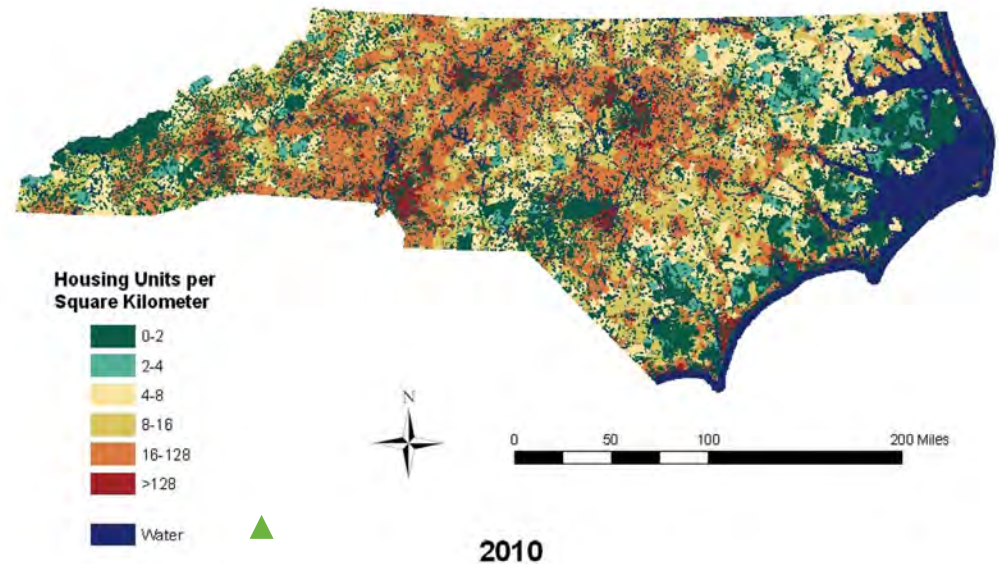 Housing Units per
Square Kilometer
0-2
2-4
4-8
8-16
16-128
>128
Water
N
0 50 100 200 Miles
2010